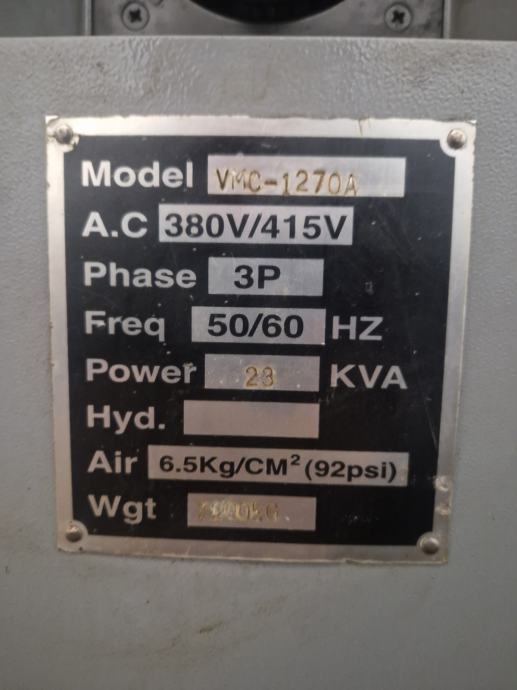 Model VMC-1270A
A.C 380V/415V
Phase 3P
Freq 50/60 HZ
Power 23 KVA
Hyd.
Air 6.5Kg/CM²(92psi)
Wgt